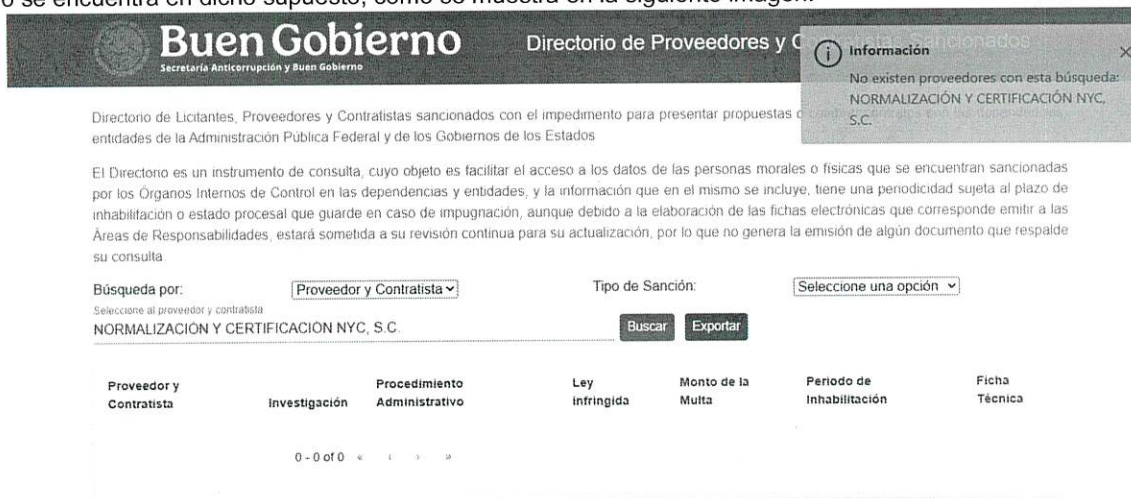 o se encuentra en dicho supuesto, como se muestra en la siguiente imagen:
Buen Gobierno
Secretaría Anticorrupción y Buen Gobierno
Directorio de Proveedores y
Información
No existen proveedores con esta búsqueda:
NORMALIZACIÓN Y CERTIFICACIÓN NYC,
S.C.
Directorio de Licitantes, Proveedores y Contratistas sancionados con el impedimento para presentar propuestas
entidades de la Administración Pública Federal y de los Gobiernos de los Estados
El Directorio es un instrumento de consulta, cuyo objeto es facilitar el acceso a los datos de las personas morales o físicas que se encuentran sancionadas
por los Órganos Internos de Control en las dependencias y entidades, y la información que en el mismo se incluye, tiene una periodicidad sujeta al plazo de
inhabilitación o estado procesal que guarde en caso de impugnación, aunque debido a la elaboración de las fichas electrónicas que corresponde emitir a las
Áreas de Responsabilidades, estará sometida a su revisión continua para su actualización, por lo que no genera la emisión de algún documento que respalde
su consulta.
Búsqueda por: Proveedor y Contratista Tipo de Sanción: Seleccione una opción
Seleccione al proveedor y contratista
NORMALIZACIÓN Y CERTIFICACIÓN NYC, S.C. Buscar Exportar
Proveedor y Contratista Investigación Procedimiento Administrativo Ley infringida Monto de la Multa Periodo de Inhabilitación Ficha Técnica
0 - 0 of 0 « ‹ › »